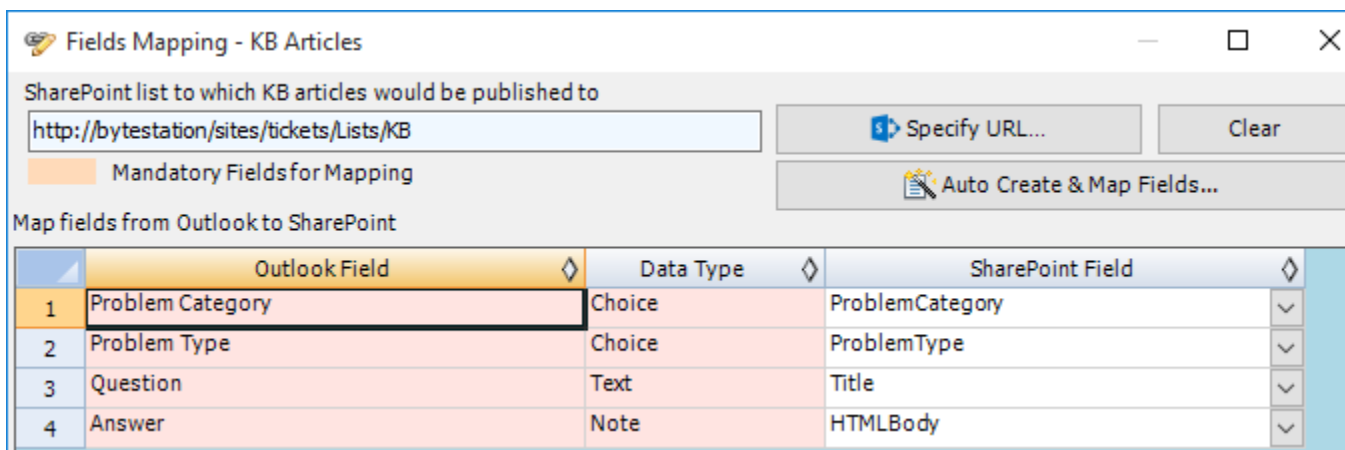 Fields Mapping - KB Articles
SharePoint list to which KB articles would be published to
http://bytestation/sites/tickets/Lists/KB
Specify URL...
Clear
Mandatory Fields for Mapping
Auto Create & Map Fields...
Map fields from Outlook to SharePoint
Outlook Field Data Type SharePoint Field
1 Problem Category Choice ProblemCategory
2 Problem Type Choice ProblemType
3 Question Text Title
4 Answer Note HTMLBody